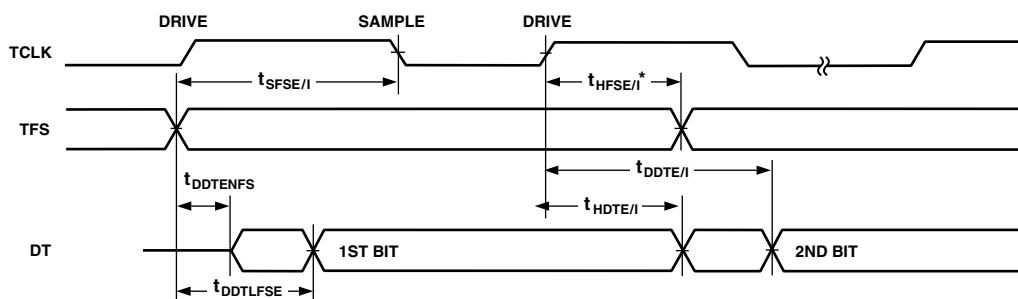 DRIVE SAMPLE DRIVE
TCLK
tSFSE/I tHFSE/I*
TFS
tDDTE/I
tDDTENFS
tHDTE/I
DT 1ST BIT 2ND BIT
tDDTLFSE